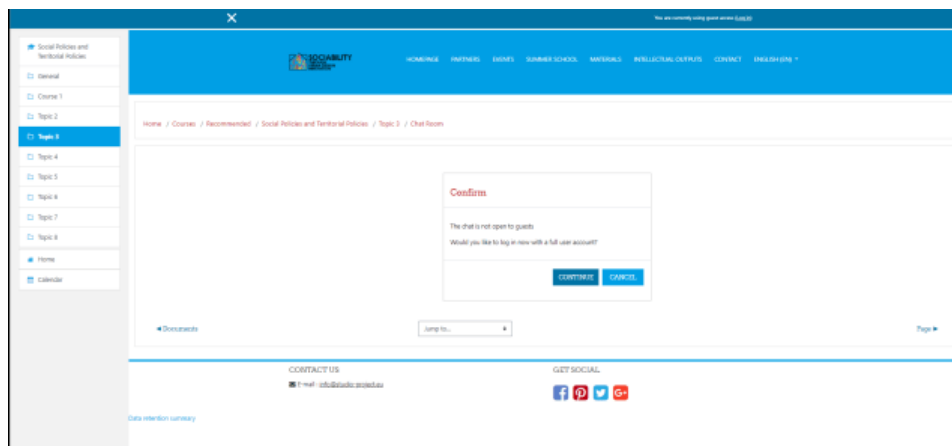 You are currently using guest access (Log in)
Social Policies and
Territorial Policies
General
Course 1
Topic 2
Topic 3
Topic 4
Topic 5
Topic 6
Topic 7
Topic 8
Home
Calendar
SOCIABILITY
HOMEPAGE PARTNERS EVENTS SUMMER SCHOOL MATERIALS INTELLECTUAL OUTPUTS CONTACT ENGLISH (EN)
Home / Courses / Recommended / Social Policies and Territorial Policies / Topic 3 / Chat Room
Confirm
The chat is not open to guests
Would you like to log in now with a full user account?
CONTINUE CANCEL
◄ Documents
Jump to...
Page ►
CONTACT US
E-mail : info@studio-project.eu
GET SOCIAL
Data retention summary